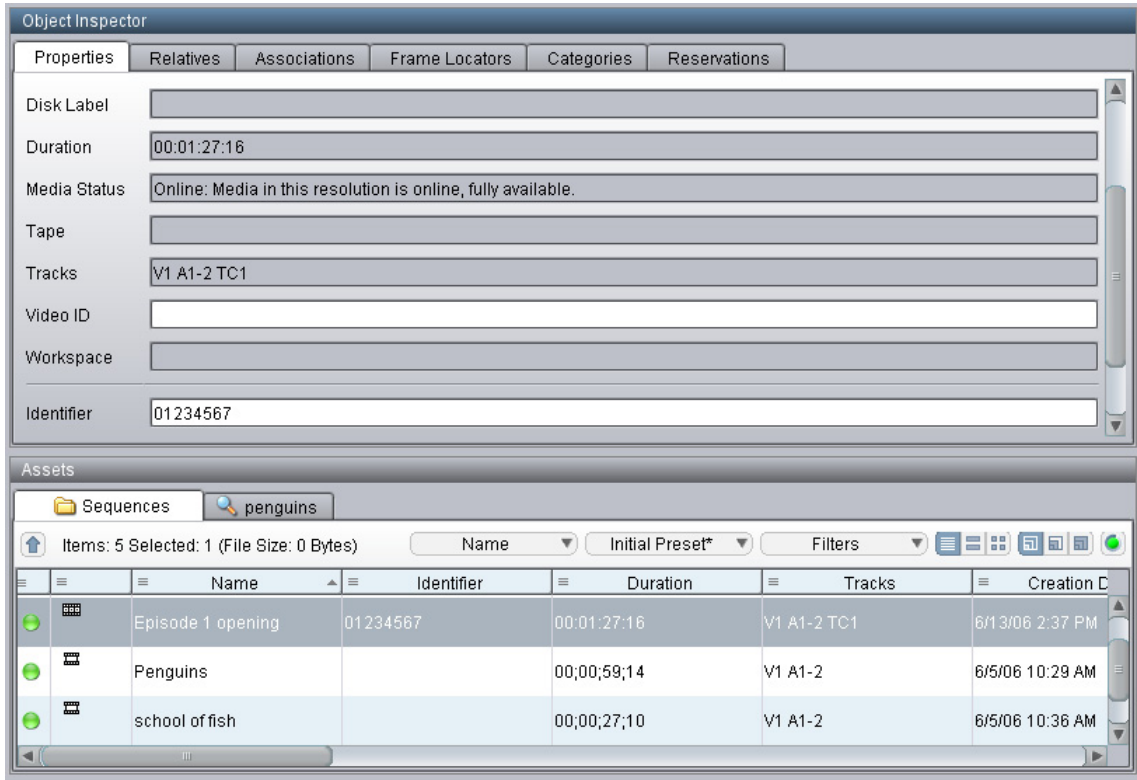 Object Inspector
Properties Relatives Associations Frame Locators Categories Reservations
Disk Label
Duration 00:01:27:16
Media Status Online: Media in this resolution is online, fully available.
Tape
Tracks V1 A1-2 TC1
Video ID
Workspace
Identifier 01234567
Assets
Sequences penguins
Items: 5 Selected: 1 (File Size: 0 Bytes) Name Initial Preset* Filters
Name Identifier Duration Tracks Creation D
Episode 1 opening 01234567 00:01:27:16 V1 A1-2 TC1 6/13/06 2:37 PM
Penguins 00;00;59;14 V1 A1-2 6/5/06 10:29 AM
school of fish 00;00;27;10 V1 A1-2 6/5/06 10:36 AM